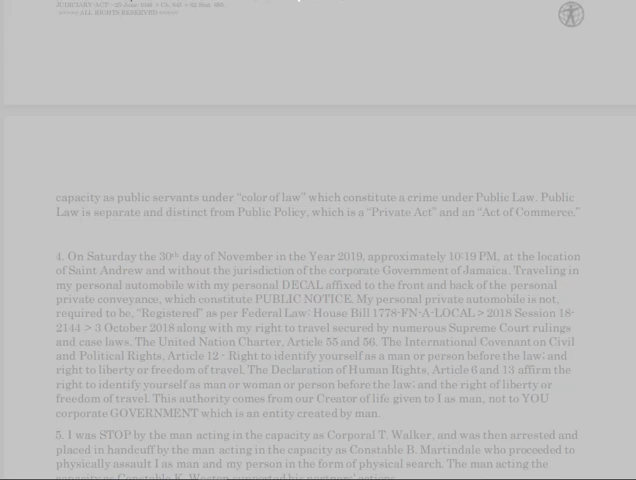 JUDICIARY ACT
ALL RIGHTS RESERVED
capacity as public servants under “color of law” which constitute a crime under Public Law. Public
Law is separate and distinct from Public Policy, which is a “Private Act” and an “Act of Commerce.”
4. On Saturday the 30th day of November in the Year 2019, approximately 10:19 PM, at the location
of Saint Andrew and without the jurisdiction of the corporate Government of Jamaica. Traveling in
my personal automobile with my personal DECAL affixed to the front and back of the personal
private conveyance, which constitute PUBLIC NOTICE. My personal private automobile is not,
required to be, “Registered” as per Federal Law: House Bill 1778-FN-A-LOCAL > 2018 Session 18-
2144 > 3 October 2018 along with my right to travel secured by numerous Supreme Court rulings
and case laws. The United Nation Charter, Article 55 and 56. The International Covenant on Civil
and Political Rights, Article 12 - Right to identify yourself as a man or person before the law; and
right to liberty or freedom of travel. The Declaration of Human Rights, Article 6 and 13 affirm the
right to identify yourself as man or woman or person before the law; and the right of liberty or
freedom of travel. This authority comes from our Creator of life given to I as man, not to YOU
corporate GOVERNMENT which is an entity created by man.
5. I was STOP by the man acting in the capacity as Corporal T. Walker, and was then arrested and
placed in handcuff by the man acting in the capacity as Constable B. Martindale who proceeded to
physically assault I as man and my person in the form of physical search. The man acting the
capacity as Constable K. Weston supported his partners’ actions.